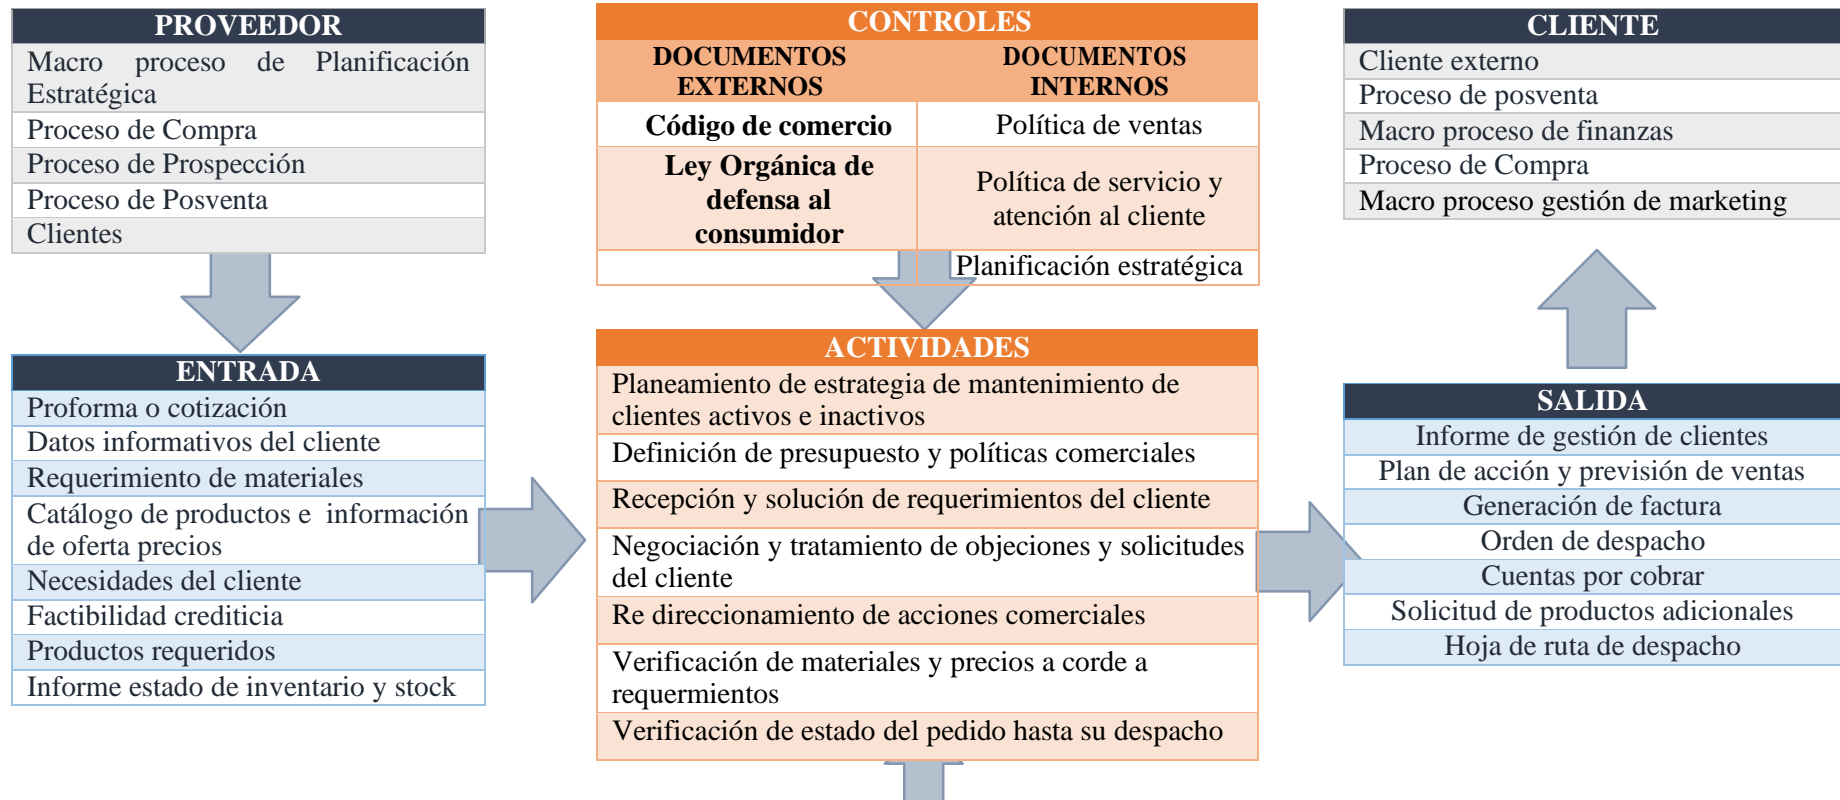 PROVEEDOR
Macro proceso de Planificación
Estratégica
Proceso de Compra
Proceso de Prospección
Proceso de Posventa
Clientes
CONTROLES
DOCUMENTOS
EXTERNOS
DOCUMENTOS
INTERNOS
Código de comercio
Política de ventas
Ley Orgánica de
defensa al
consumidor
Política de servicio y
atención al cliente
Planificación estratégica
CLIENTE
Cliente externo
Proceso de posventa
Macro proceso de finanzas
Proceso de Compra
Macro proceso gestión de marketing
ENTRADA
Proforma o cotización
Datos informativos del cliente
Requerimiento de materiales
Catálogo de productos e información
de oferta precios
Necesidades del cliente
Factibilidad crediticia
Productos requeridos
Informe estado de inventario y stock
ACTIVIDADES
Planeamiento de estrategia de mantenimiento de
clientes activos e inactivos
Definición de presupuesto y políticas comerciales
Recepción y solución de requerimientos del cliente
Negociación y tratamiento de objeciones y solicitudes
del cliente
Re direccionamiento de acciones comerciales
Verificación de materiales y precios a corde a
requermientos
Verificación de estado del pedido hasta su despacho
SALIDA
Informe de gestión de clientes
Plan de acción y previsión de ventas
Generación de factura
Orden de despacho
Cuentas por cobrar
Solicitud de productos adicionales
Hoja de ruta de despacho